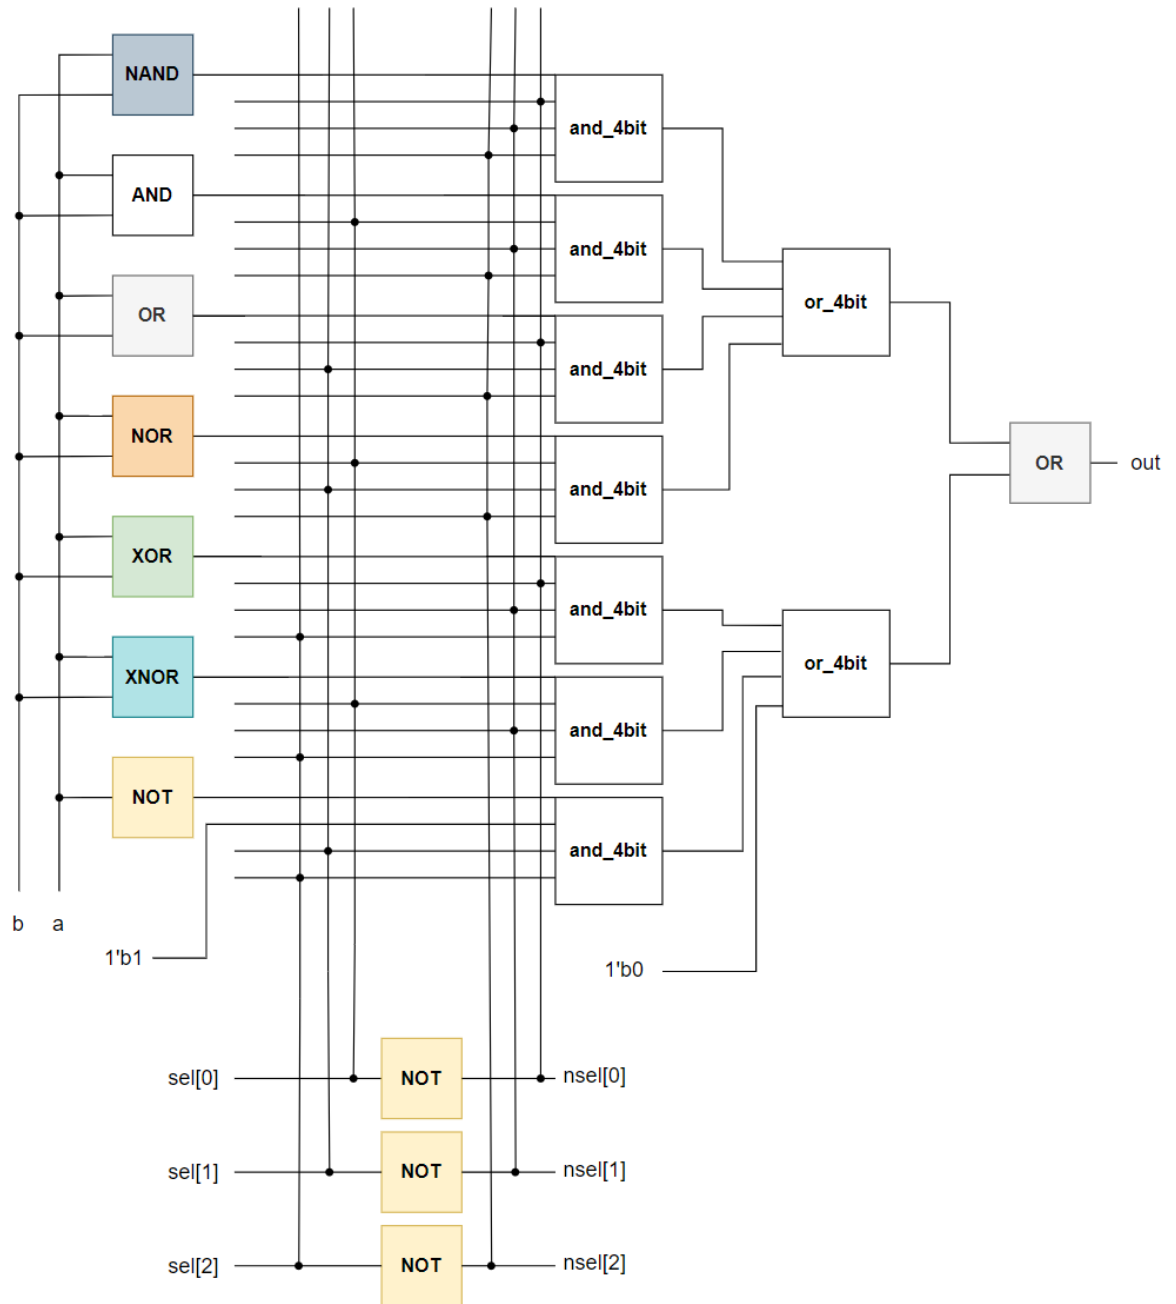 NAND
and_4bit
AND
and_4bit
OR
and_4bit
or_4bit
NOR
and_4bit
OR
out
XOR
and_4bit
or_4bit
XNOR
and_4bit
NOT
and_4bit
b a
1'b1
1'b0
sel[0] NOT nsel[0]
sel[1] NOT nsel[1]
sel[2] NOT nsel[2]